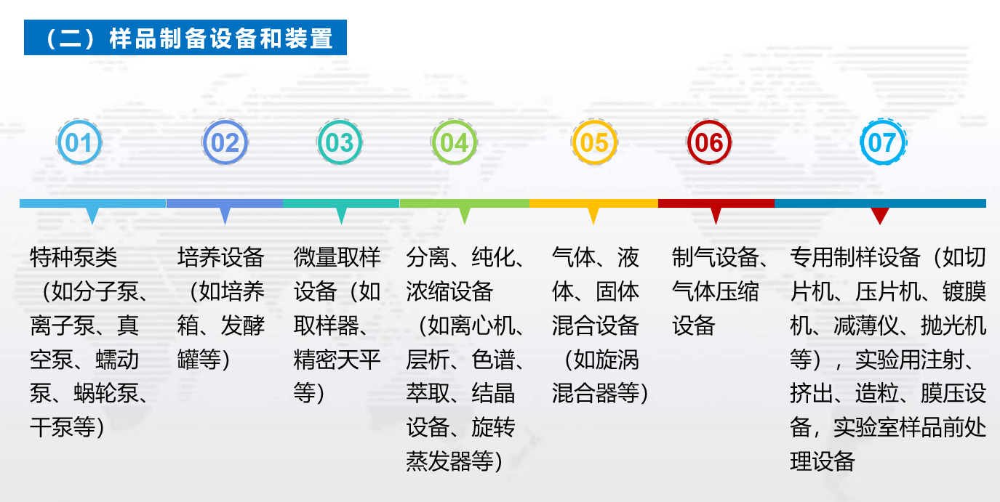 （二）样品制备设备和装置
01
特种泵类
（如分子泵、
离子泵、真
空泵、蠕动
泵、蜗轮泵、
干泵等）
02
培养设备
（如培养
箱、发酵
罐等）
03
微量取样
设备（如
取样器、
精密天平
等）
04
分离、纯化、
浓缩设备
（如离心机、
层析、色谱、
萃取、结晶
设备、旋转
蒸发器等）
05
气体、液
体、固体
混合设备
（如旋涡
混合器等）
06
制气设备、
气体压缩
设备
07
专用制样设备（如切
片机、压片机、镀膜
机、减薄仪、抛光机
等），实验用注射、
挤出、造粒、膜压设
备，实验室样品前处
理设备